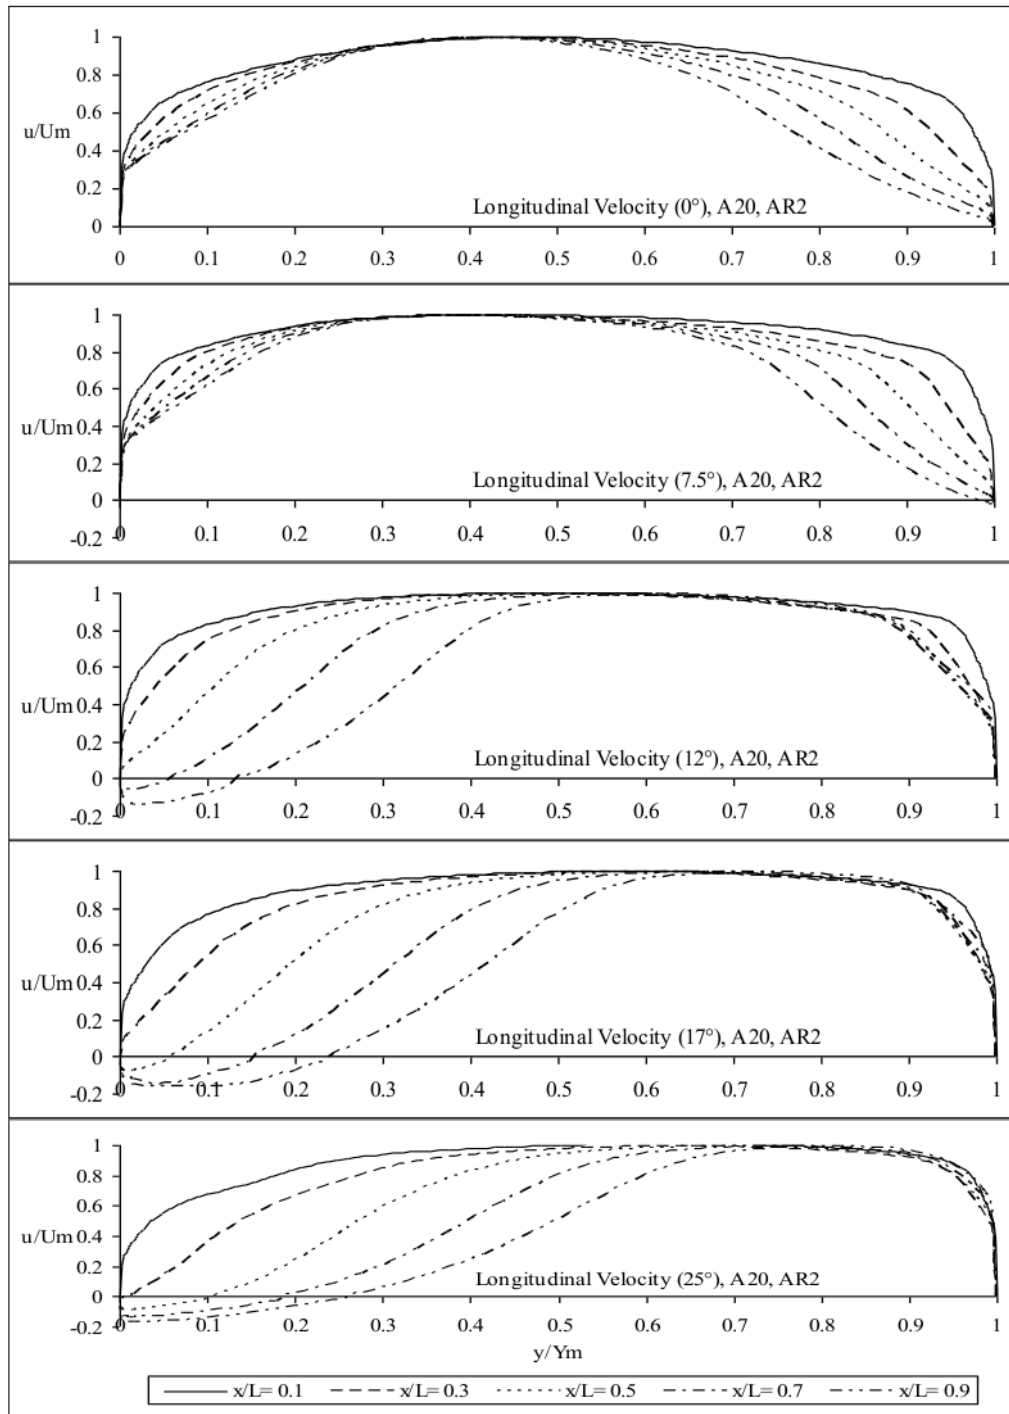 1
0.8
0.6
u/Um
0.4
0.2
0
Longitudinal Velocity (0°), A20, AR2
0 0.1 0.2 0.3 0.4 0.5 0.6 0.7 0.8 0.9 1
1
0.8
0.6
u/Um 0.4
0.2
0
-0.2
Longitudinal Velocity (7.5°), A20, AR2
0 0.1 0.2 0.3 0.4 0.5 0.6 0.7 0.8 0.9 1
1
0.8
0.6
u/Um 0.4
0.2
0
-0.2
Longitudinal Velocity (12°), A20, AR2
0 0.1 0.2 0.3 0.4 0.5 0.6 0.7 0.8 0.9 1
1
0.8
0.6
u/Um 0.4
0.2
0
-0.2
Longitudinal Velocity (17°), A20, AR2
0 0.1 0.2 0.3 0.4 0.5 0.6 0.7 0.8 0.9 1
1
0.8
0.6
u/Um 0.4
0.2
0
-0.2
Longitudinal Velocity (25°), A20, AR2
0 0.1 0.2 0.3 0.4 0.5 0.6 0.7 0.8 0.9 1
y/Ym
x/L= 0.1 x/L= 0.3 x/L= 0.5 x/L= 0.7 x/L= 0.9